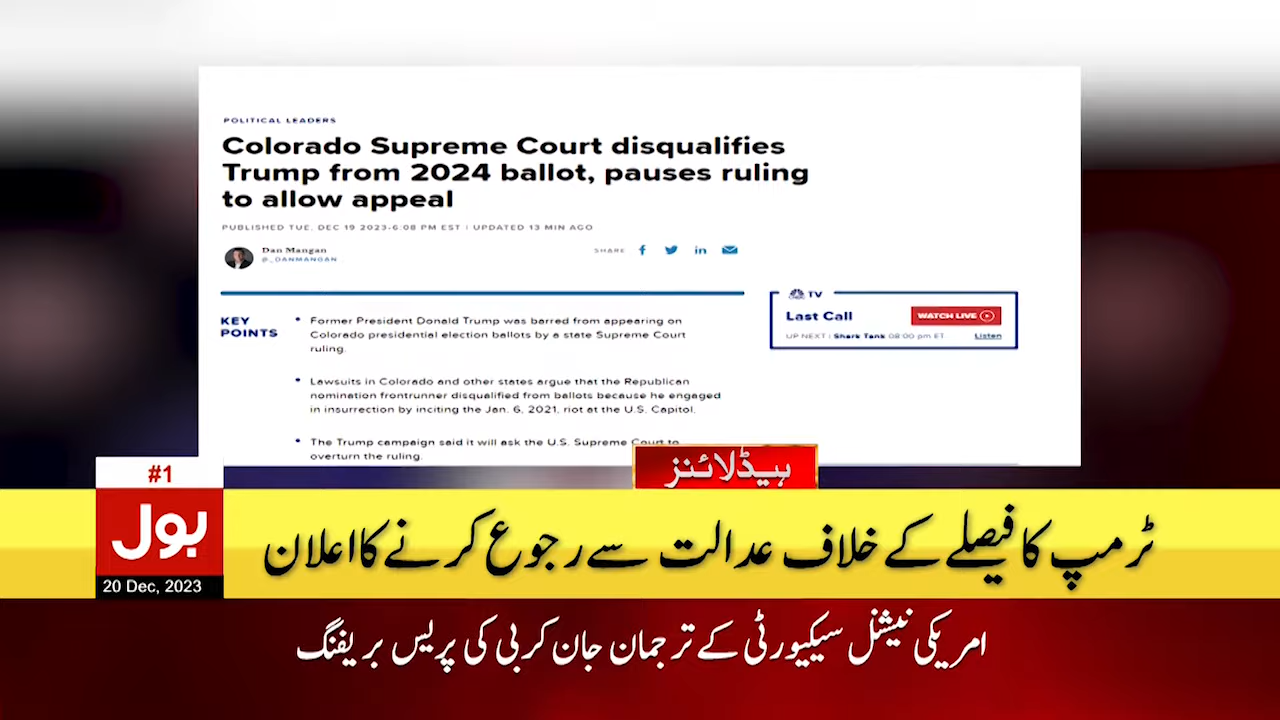 POLITICAL LEADERS
Colorado Supreme Court disqualifies
Trump from 2024 ballot, pauses ruling
to allow appeal
PUBLISHED TUE, DEC 19 2023-6:08 PM EST | UPDATED 13 MIN AGO
Dan Mangan
@_DANMANGAN
SHARE
KEY
POINTS
• Former President Donald Trump was barred from appearing on
Colorado presidential election ballots by a state Supreme Court
ruling.
• Lawsuits in Colorado and other states argue that the Republican
nomination frontrunner disqualified from ballots because he engaged
in insurrection by inciting the Jan. 6, 2021, riot at the U.S. Capitol.
• The Trump campaign said it will ask the U.S. Supreme Court to
overturn the ruling.
CNBC TV
Last Call
WATCH LIVE
UP NEXT | Shark Tank 08:00 pm ET
Listen
ہیڈلائنز
#1
بول
20 Dec, 2023
ٹرمپ کا فیصلے کے خلاف عدالت سے رجوع کرنے کا اعلان
امریکی نیشنل سیکیورٹی کے ترجمان جان کربی کی پریس بریفنگ